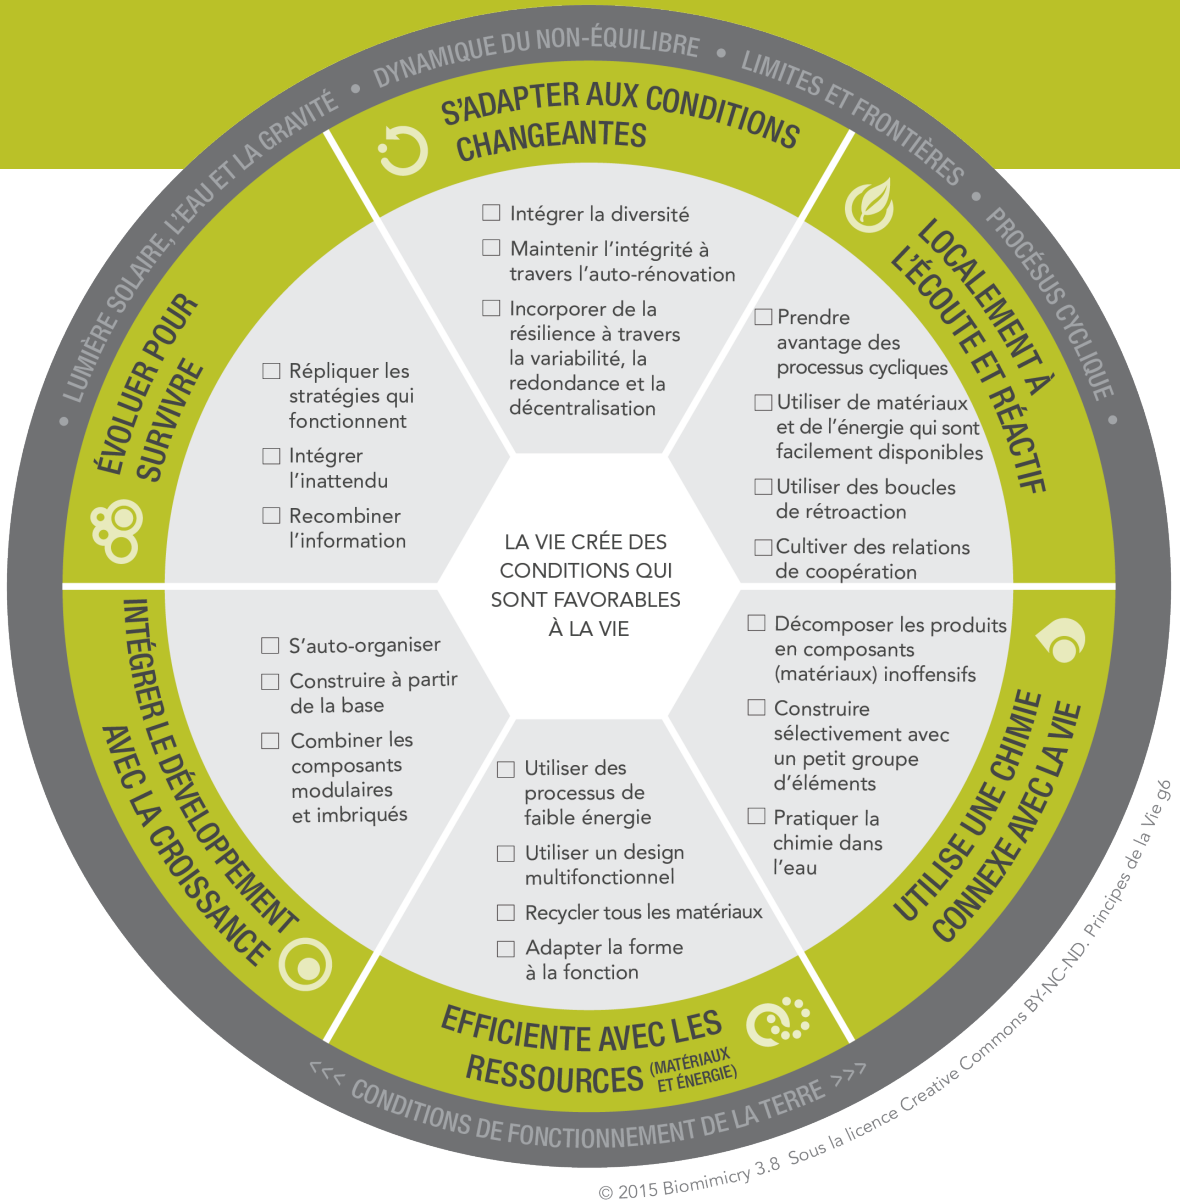 • LUMIÈRE SOLAIRE, L'EAU ET LA GRAVITÉ • DYNAMIQUE DU NON-ÉQUILIBRE • LIMITES ET FRONTIÈRES • PROCÉSUS CYCLIQUE •
S'ADAPTER AUX CONDITIONS
CHANGEANTES
Intégrer la diversité
Maintenir l'intégrité à
travers l'auto-rénovation
Incorporer de la
résilience à travers
la variabilité, la
redondance et la
décentralisation
LOCALEMENT À
L'ÉCOUTE ET RÉACTIF
Prendre
avantage des
processus cycliques
Utiliser de matériaux
et de l'énergie qui sont
facilement disponibles
Utiliser des boucles
de rétroaction
Cultiver des relations
de coopération
UTILISE UNE CHIMIE
CONNEXE AVEC LA VIE
Décomposer les produits
en composants
(matériaux) inoffensifs
Construire
sélectivement avec
un petit groupe
d'éléments
Pratiquer la
chimie dans
l'eau
EFFICIENTE AVEC LES
RESSOURCES (MATÉRIAUX
ET ÉNERGIE)
Utiliser des
processus de
faible énergie
Utiliser un design
multifonctionnel
Recycler tous les matériaux
Adapter la forme
à la fonction
INTÉGRER LE DÉVELOPPEMENT
AVEC LA CROISSANCE
S'auto-organiser
Construire à partir
de la base
Combiner les
composants
modulaires
et imbriqués
ÉVOLUER POUR
SURVIVRE
Répliquer les
stratégies qui
fonctionnent
Intégrer
l'inattendu
Recombiner
l'information
LA VIE CRÉE DES
CONDITIONS QUI
SONT FAVORABLES
À LA VIE
<<< CONDITIONS DE FONCTIONNEMENT DE LA TERRE >>>
© 2015 Biomimicry 3.8 Sous la licence Creative Commons BY-NC-ND. Principes de la Vie g6